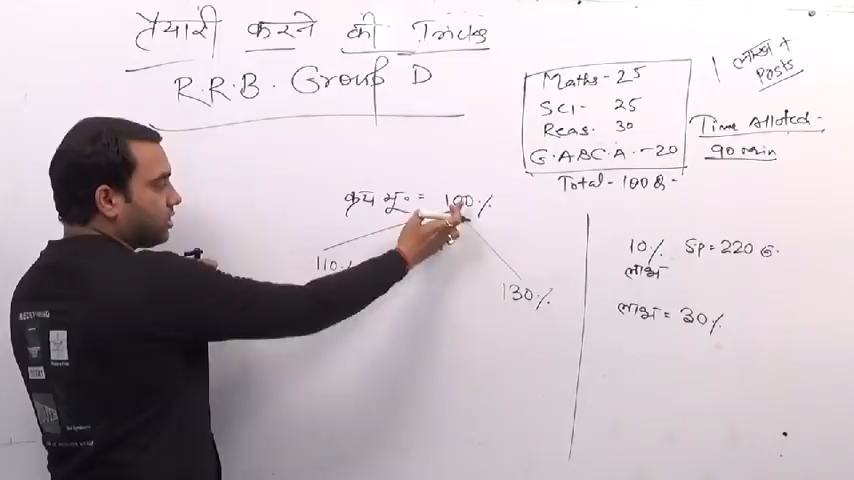 तैयारी करने की Tricks
R.R.B. Group D
Maths - 25
Sci - 25
Reas. 30
G.A & C.A. - 20
Total - 100 Q -
1 लाख +
Posts
Time Allotted -
90 min
क्रय मू० = 100%
110%
130%
10% SP = 220 रु.
लाभ
लाभ = 30%